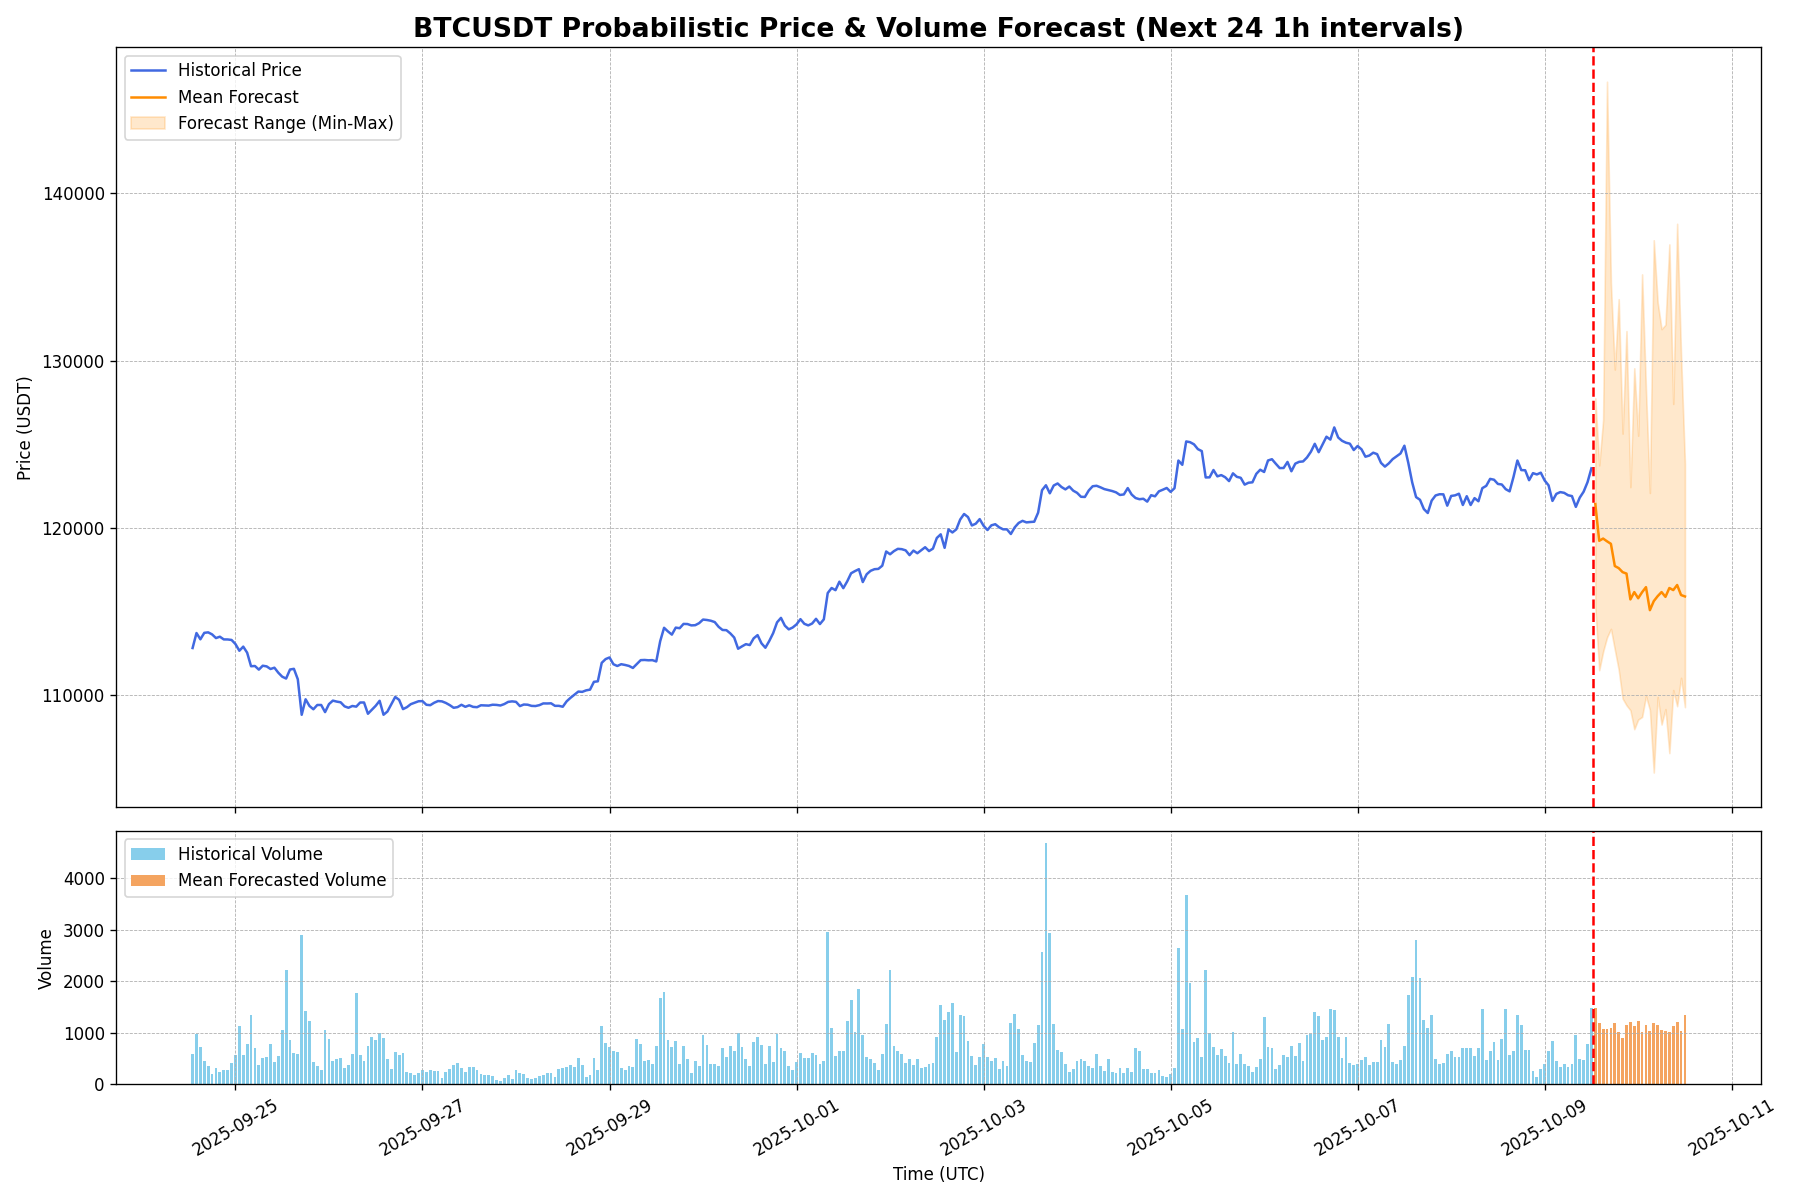 BTCUSDT Probabilistic Price & Volume Forecast (Next 24 1h intervals)
Historical Price
Mean Forecast
Forecast Range (Min-Max)
140000
130000
120000
110000
Price (USDT)
Historical Volume
Mean Forecasted Volume
4000
3000
2000
1000
0
Volume
2025-09-25
2025-09-27
2025-09-29
2025-10-01
2025-10-03
2025-10-05
2025-10-07
2025-10-09
2025-10-11
Time (UTC)